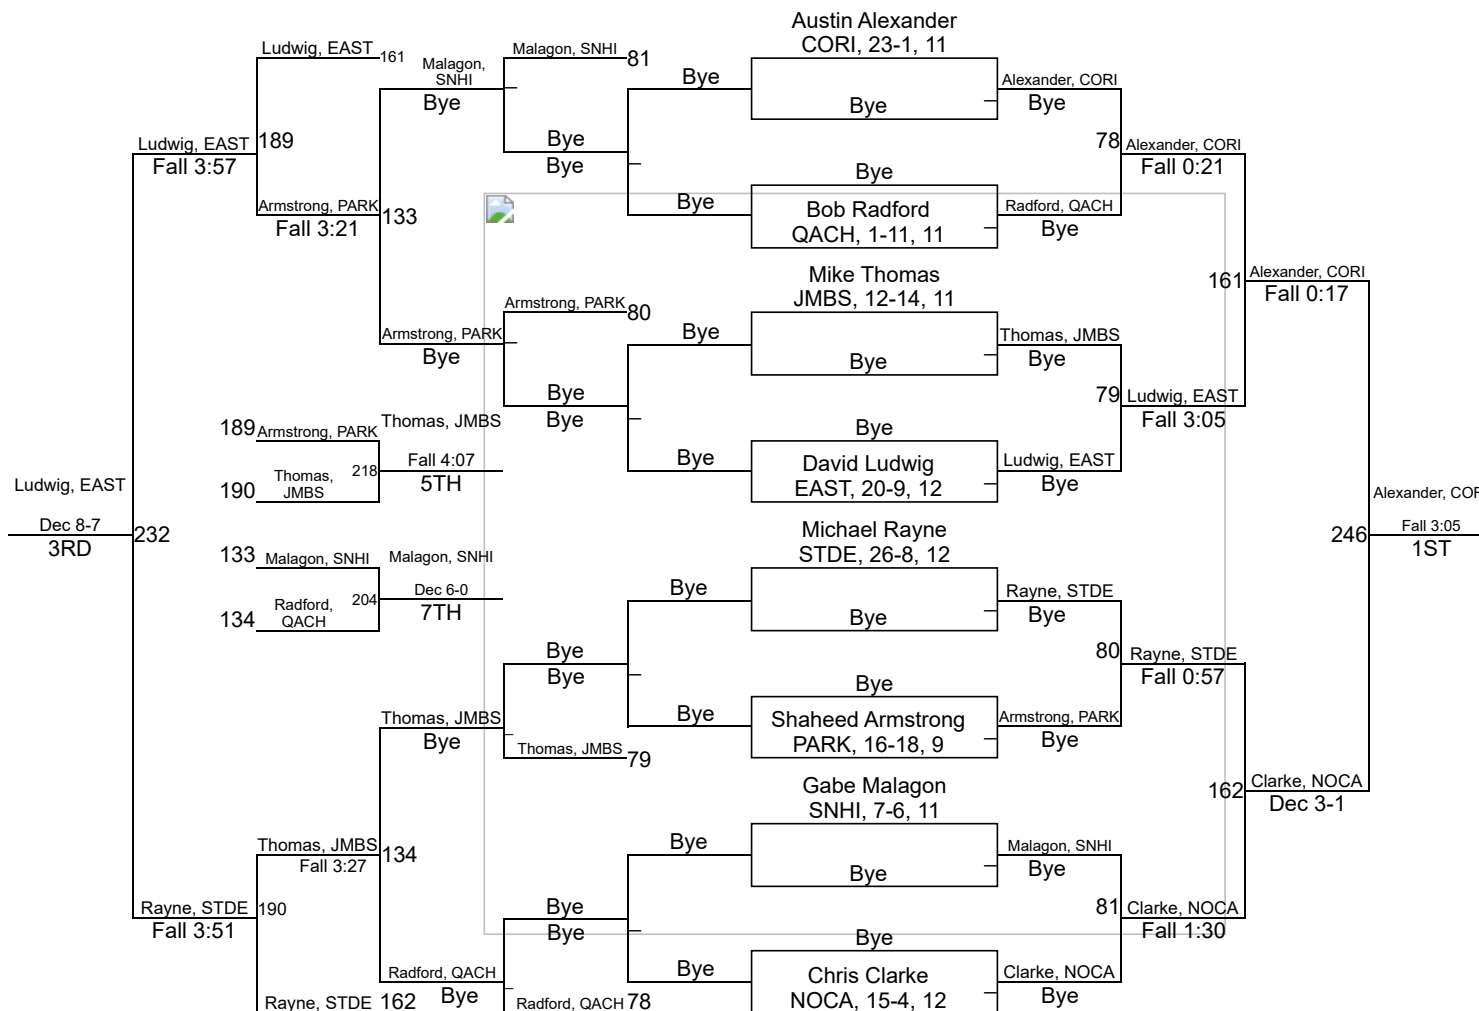 Austin Alexander
CORI, 23-1, 11
Ludwig, EAST
161
Malagon,
SNHI
Bye
Malagon, SNHI
81
Bye
Bye
Alexander, CORI
Bye
Ludwig, EAST
189
Fall 3:57
Bye
Bye
78
Alexander, CORI
Fall 0:21
Armstrong, PARK
133
Fall 3:21
Bye
Bye
Bob Radford
QACH, 1-11, 11
Radford, QACH
Bye
Mike Thomas
JMBS, 12-14, 11
161
Alexander, CORI
Fall 0:17
Armstrong, PARK
80
Armstrong, PARK
Bye
Bye
Bye
Thomas, JMBS
Bye
Bye
Bye
79
Ludwig, EAST
Fall 3:05
189
Armstrong, PARK
Thomas, JMBS
218
Fall 4:07
5TH
190
Thomas,
JMBS
Bye
Bye
David Ludwig
EAST, 20-9, 12
Ludwig, EAST
Bye
Ludwig, EAST
Dec 8-7
3RD
232
Michael Rayne
STDE, 26-8, 12
246
Alexander, COR
Fall 3:05
1ST
133
Malagon, SNHI
Malagon, SNHI
204
Dec 6-0
7TH
134
Radford,
QACH
Bye
Bye
Rayne, STDE
Bye
Bye
Bye
80
Rayne, STDE
Fall 0:57
Thomas, JMBS
Bye
Bye
Bye
Shaheed Armstrong
PARK, 16-18, 9
Armstrong, PARK
Bye
Thomas, JMBS
79
Gabe Malagon
SNHI, 7-6, 11
162
Clarke, NOCA
Dec 3-1
Thomas, JMBS
134
Fall 3:27
Bye
Bye
Malagon, SNHI
Bye
Rayne, STDE
190
Fall 3:51
Bye
Bye
81
Clarke, NOCA
Fall 1:30
Radford, QACH
Bye
Bye
Bye
Chris Clarke
NOCA, 15-4, 12
Clarke, NOCA
Bye
Rayne, STDE
162
Radford, QACH
78